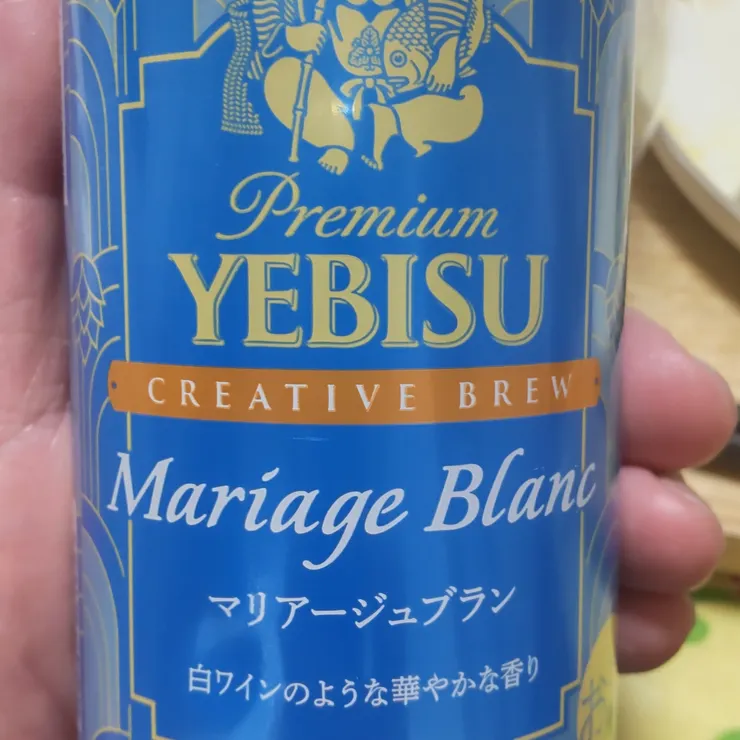 Premium
YEBISU
CREATIVE BREW
Mariage Blanc
マリアージュブラン
白ワインのような華やかな香り
お